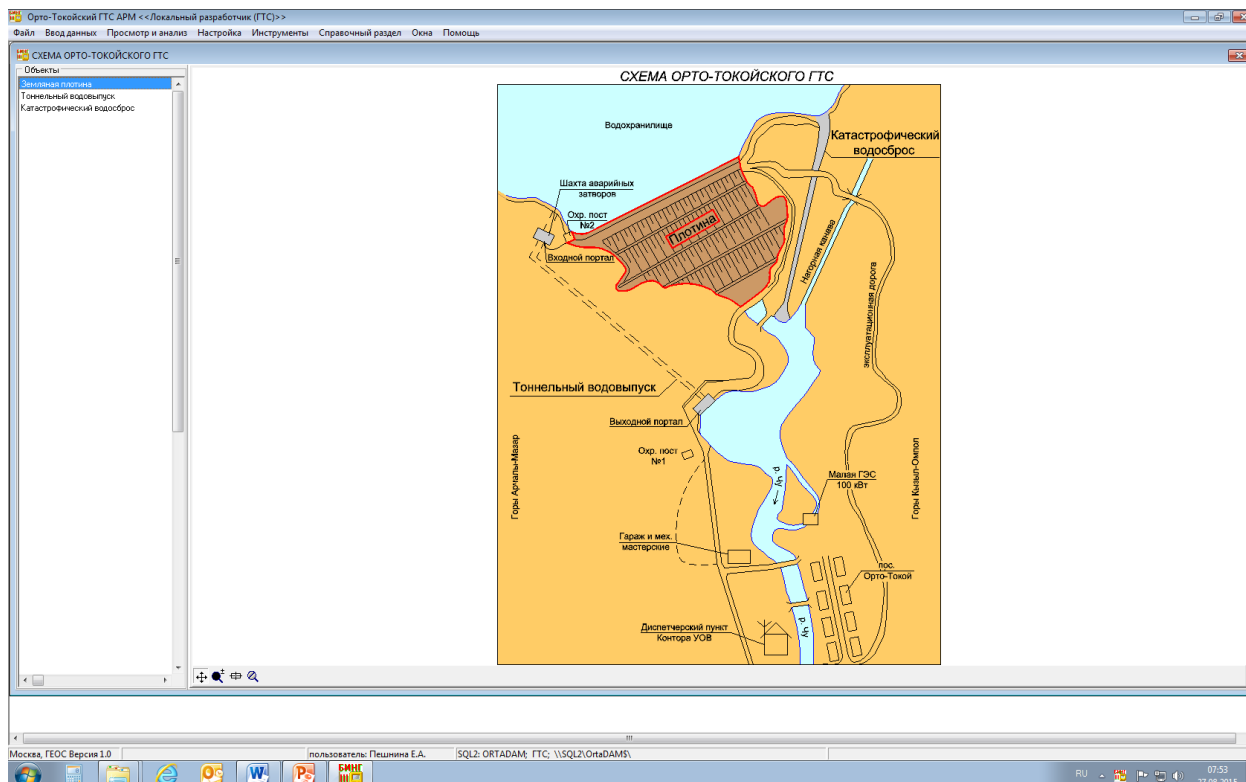 Орто-Токойский ГТС АРМ <<Локальный разработчик (ГТС)>>
Файл Ввод данных Просмотр и анализ Настройка Инструменты Справочный раздел Окна Помощь
СХЕМА ОРТО-ТОКОЙСКОГО ГТС
Объекты
Земляная плотина
Тоннельный водовыпуск
Катастрофический водосброс
СХЕМА ОРТО-ТОКОЙСКОГО ГТС
Водохранилище
Катастрофический
водосброс
Шахта аварийных
затворов
Охр. пост
№2
Плотина
Входной портал
Нагорная канава
эксплуатационная дорога
Тоннельный водовыпуск
Выходной портал
Охр. пост
№1
Горы Арчалы-Мазар
р. Чу
Малая ГЭС
100 кВт
Горы Кызыл-Омпол
Гараж и мех.
мастерские
пос.
Орто-Токой
Диспетчерский пункт
Контора УОВ
р. Чу
Москва, ГЕОС Версия 1.0 пользователь: Пешнина Е.А. SQL2: ORTADAM; ГТС; \\SQL2\OrtaDAM$\
БИНГ
RU
07:53